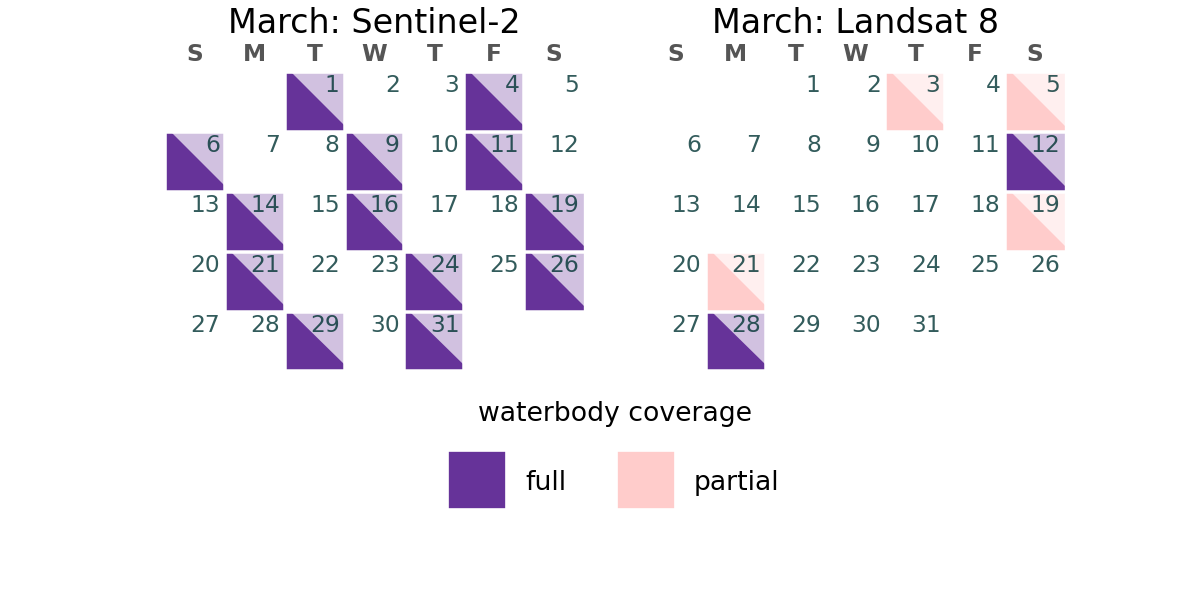 March: Sentinel-2
S M T W T F S
1 2 3 4 5
6 7 8 9 10 11 12
13 14 15 16 17 18 19
20 21 22 23 24 25 26
27 28 29 30 31
March: Landsat 8
S M T W T F S
1 2 3 4 5
6 7 8 9 10 11 12
13 14 15 16 17 18 19
20 21 22 23 24 25 26
27 28 29 30 31
waterbody coverage
full partial